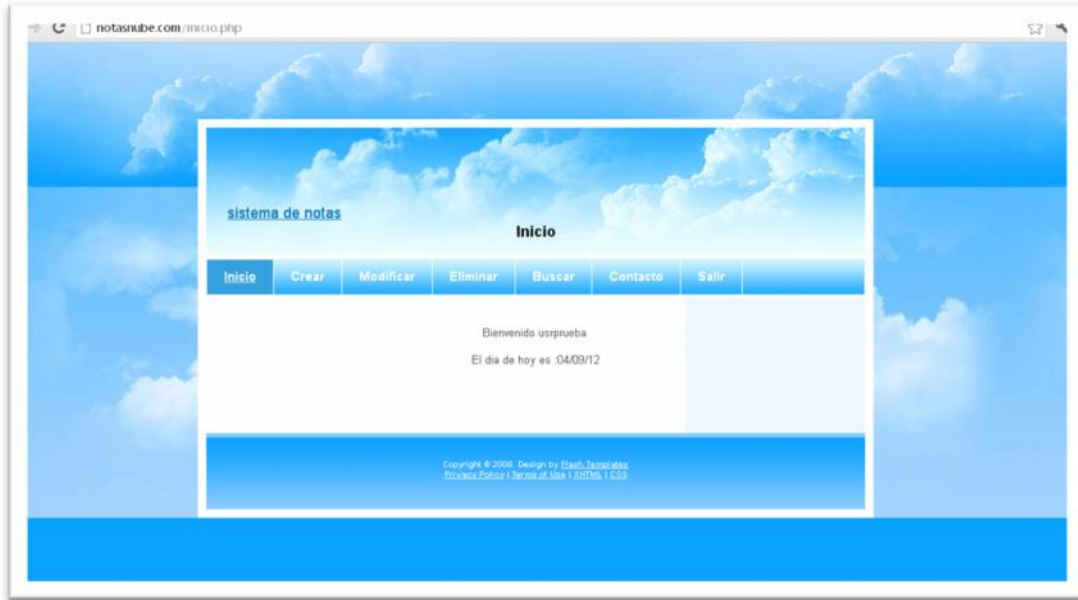 notasnube.com/inicio.php
sistema de notas
Inicio
Inicio Crear Modificar Eliminar Buscar Contacto Salir
Bienvenido usrprueba
El dia de hoy es :04/09/12
Copyright © 2008. Design by Flash Templates
Privacy Policy | Terms of Use | XHTML | CSS